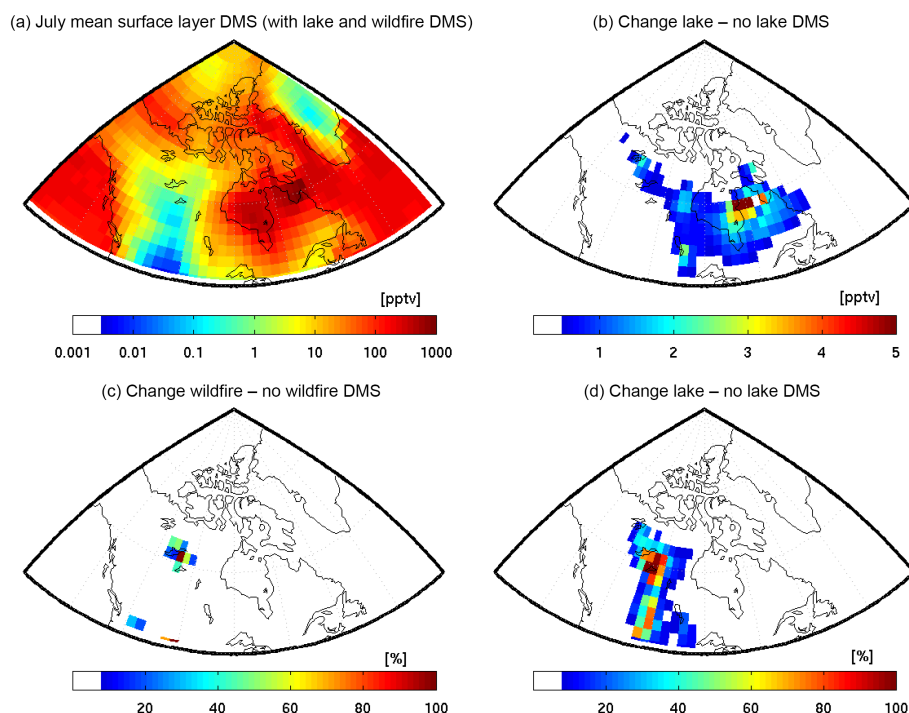 (a) July mean surface layer DMS (with lake and wildfire DMS)
(b) Change lake – no lake DMS
[pptv]
0.001 0.01 0.1 1 10 100 1000
[pptv]
1 2 3 4 5
(c) Change wildfire – no wildfire DMS
(d) Change lake – no lake DMS
[%]
20 40 60 80 100
[%]
20 40 60 80 100